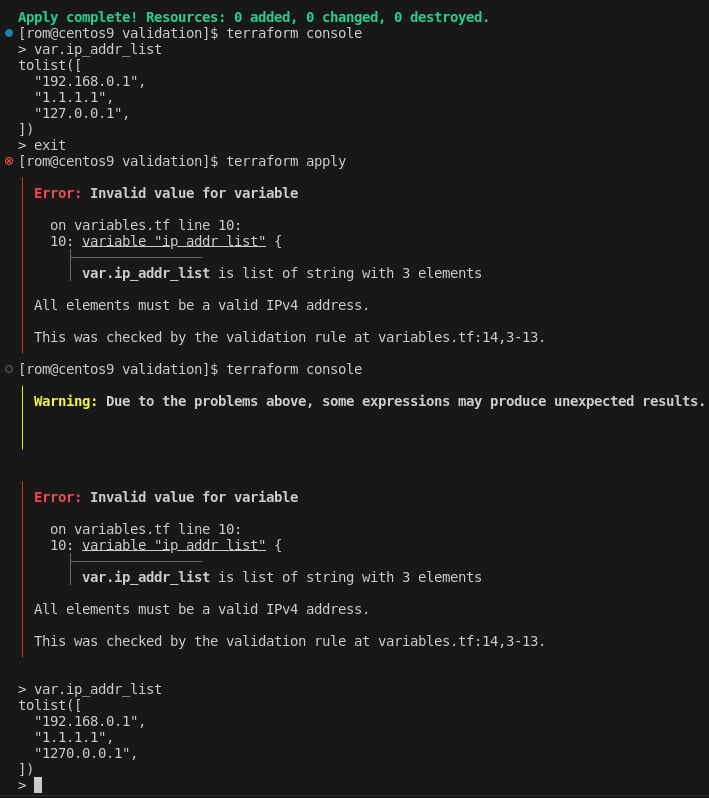 Apply complete! Resources: 0 added, 0 changed, 0 destroyed.
[rom@centos9 validation]$ terraform console
> var.ip_addr_list
tolist([
  "192.168.0.1",
  "1.1.1.1",
  "127.0.0.1",
])
> exit
[rom@centos9 validation]$ terraform apply
Error: Invalid value for variable
on variables.tf line 10:
10: variable "ip_addr_list" {
var.ip_addr_list is list of string with 3 elements
All elements must be a valid IPv4 address.
This was checked by the validation rule at variables.tf:14,3-13.
[rom@centos9 validation]$ terraform console
Warning: Due to the problems above, some expressions may produce unexpected results.
Error: Invalid value for variable
on variables.tf line 10:
10: variable "ip_addr_list" {
var.ip_addr_list is list of string with 3 elements
All elements must be a valid IPv4 address.
This was checked by the validation rule at variables.tf:14,3-13.
> var.ip_addr_list
tolist([
  "192.168.0.1",
  "1.1.1.1",
  "1270.0.0.1",
])
>